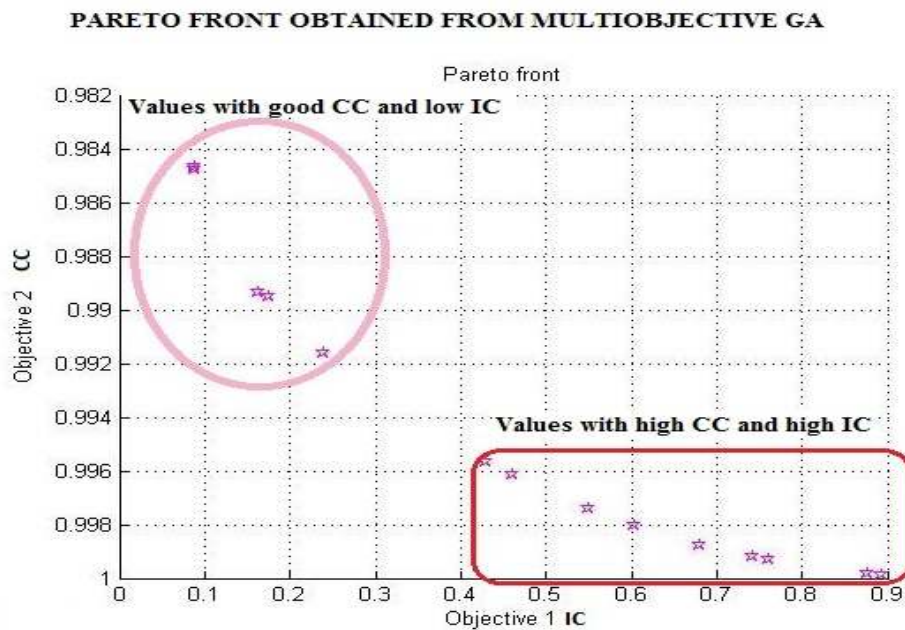 PARETO FRONT OBTAINED FROM MULTIOBJECTIVE GA
Pareto front
Values with good CC and low IC
0.982
0.984
0.986
0.988
0.99
0.992
0.994
0.996
0.998
1
Objective 2 CC
Values with high CC and high IC
0 0.1 0.2 0.3 0.4 0.5 0.6 0.7 0.8 0.9
Objective 1 IC